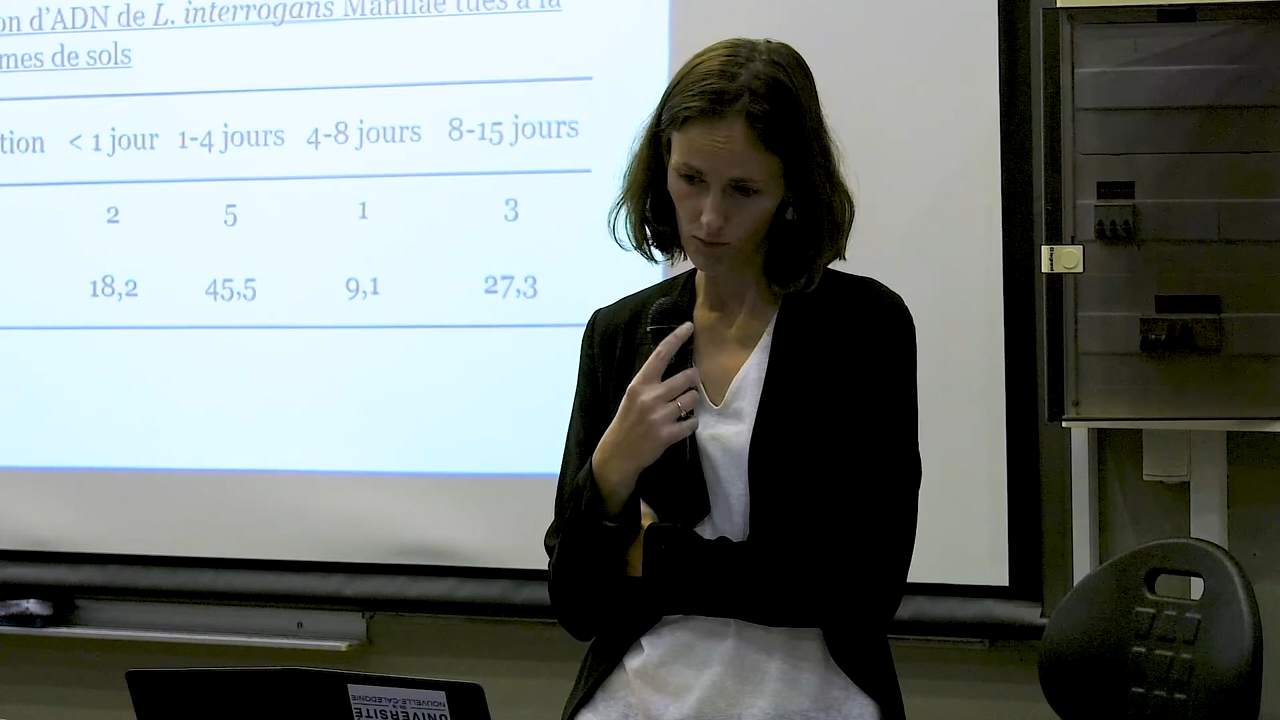 on d'ADN de L. interrogans Manilae tués à la
mes de sols
tion < 1 jour 1-4 jours 4-8 jours 8-15 jours
2 5 1 3
18,2 45,5 9,1 27,3
UNIVERSITÉ
NOUVELLE-CALÉDONIE